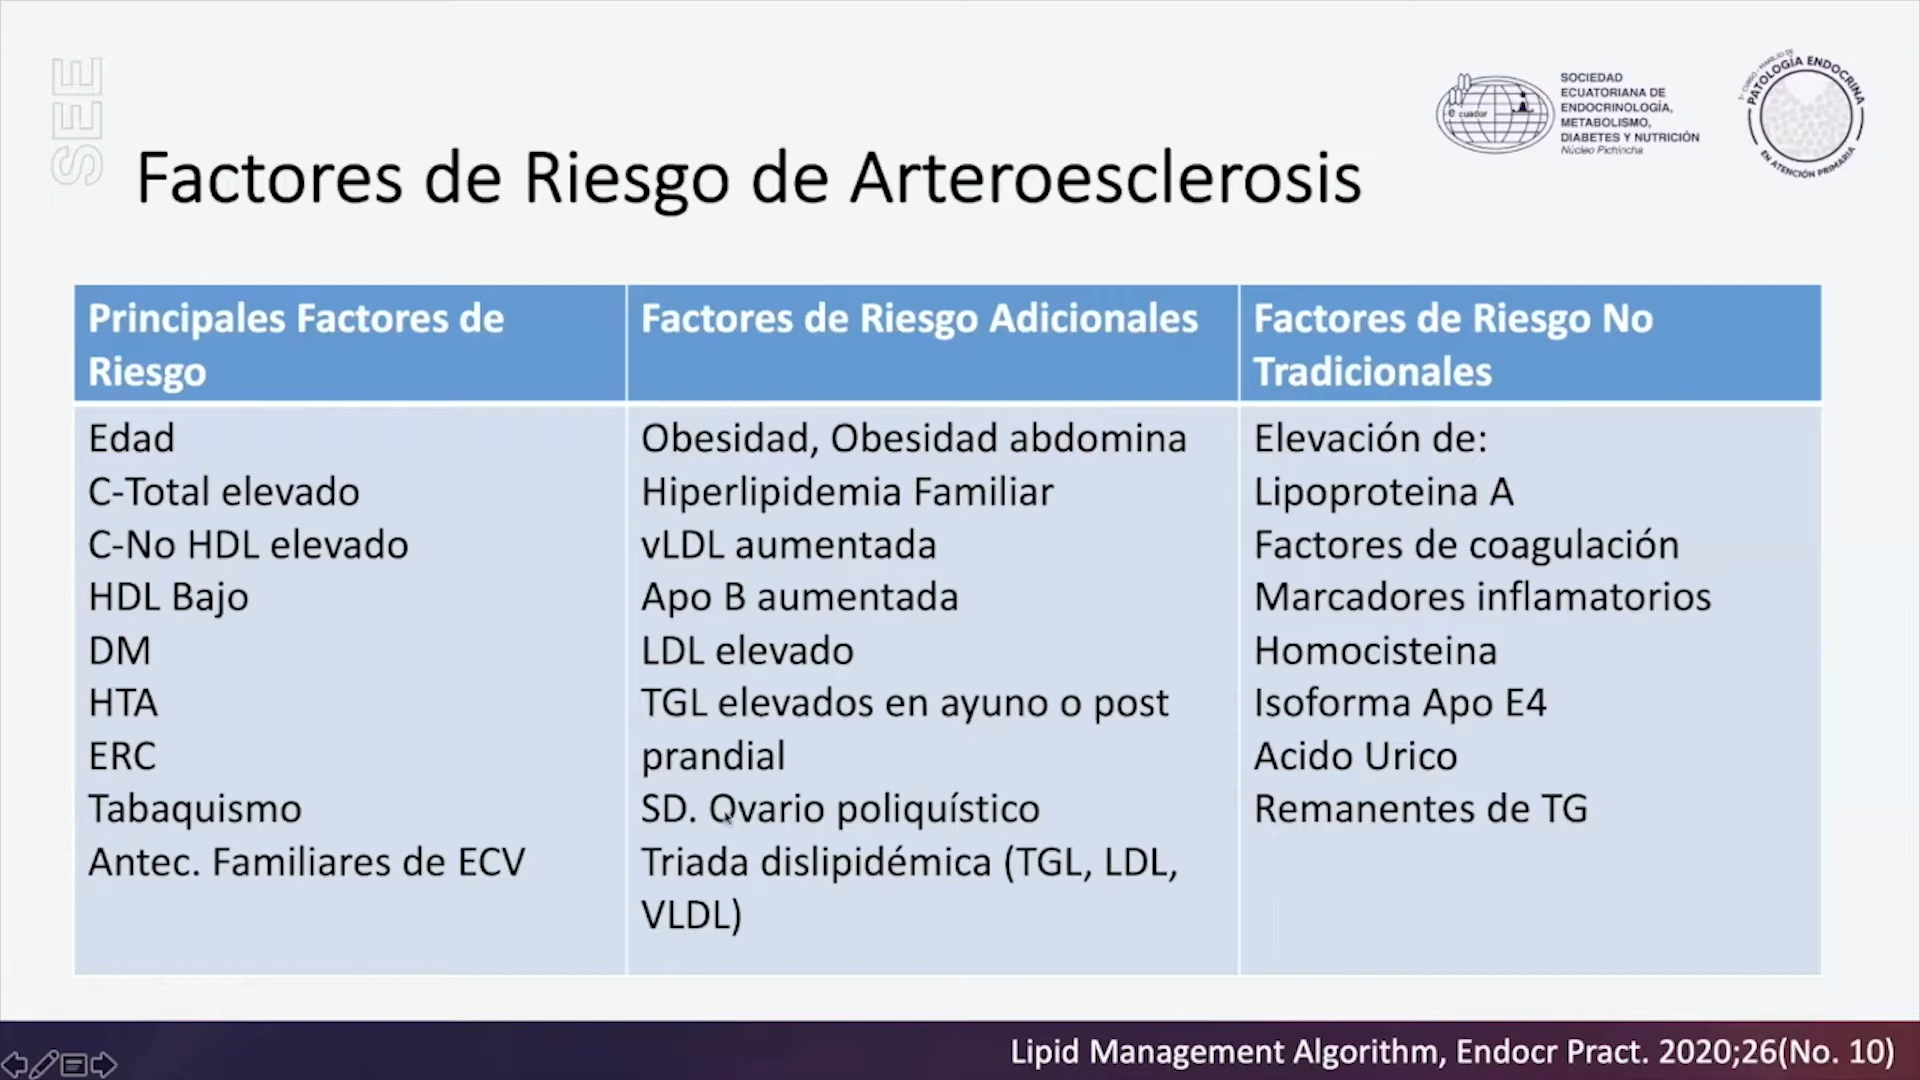 SEE
SOCIEDAD
ECUATORIANA DE
ENDOCRINOLOGÍA,
METABOLISMO,
DIABETES Y NUTRICIÓN
Núcleo Pichincha
e cuador
PATOLOGÍA ENDOCRINA
EN ATENCIÓN PRIMARIA
Factores de Riesgo de Arteroesclerosis
Principales Factores de
Riesgo
Edad
C-Total elevado
C-No HDL elevado
HDL Bajo
DM
HTA
ERC
Tabaquismo
Antec. Familiares de ECV
Factores de Riesgo Adicionales
Obesidad, Obesidad abdomina
Hiperlipidemia Familiar
vLDL aumentada
Apo B aumentada
LDL elevado
TGL elevados en ayuno o post
prandial
SD. Ovario poliquístico
Triada dislipidémica (TGL, LDL,
VLDL)
Factores de Riesgo No
Tradicionales
Elevación de:
Lipoproteina A
Factores de coagulación
Marcadores inflamatorios
Homocisteina
Isoforma Apo E4
Acido Urico
Remanentes de TG
Lipid Management Algorithm, Endocr Pract. 2020;26(No. 10)